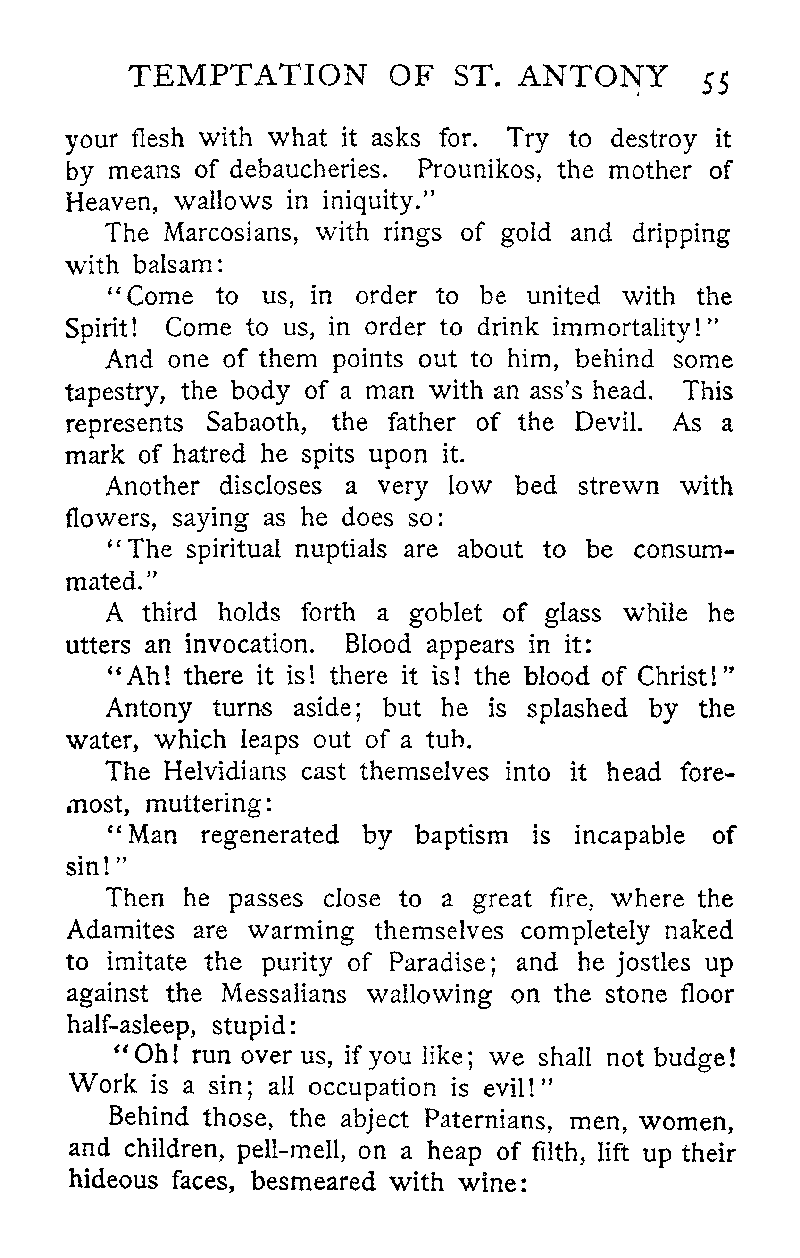 TEMPTATION OF ST. ANTONY 55
your flesh with what it asks for. Try to destroy it
by means of debaucheries. Prounikos, the mother of
Heaven, wallows in iniquity."
The Marcosians, with rings of gold and dripping
with balsam:
"Come to us, in order to be united with the
Spirit! Come to us, in order to drink immortality!"
And one of them points out to him, behind some
tapestry, the body of a man with an ass's head. This
represents Sabaoth, the father of the Devil. As a
mark of hatred he spits upon it.
Another discloses a very low bed strewn with
flowers, saying as he does so:
"The spiritual nuptials are about to be consum-
mated."
A third holds forth a goblet of glass while he
utters an invocation. Blood appears in it:
"Ah! there it is! there it is! the blood of Christ!"
Antony turns aside; but he is splashed by the
water, which leaps out of a tub.
The Helvidians cast themselves into it head fore-
most, muttering:
"Man regenerated by baptism is incapable of
sin!"
Then he passes close to a great fire, where the
Adamites are warming themselves completely naked
to imitate the purity of Paradise; and he jostles up
against the Messalians wallowing on the stone floor
half-asleep, stupid:
"Oh! run over us, if you like; we shall not budge!
Work is a sin; all occupation is evil!"
Behind those, the abject Paternians, men, women,
and children, pell-mell, on a heap of filth, lift up their
hideous faces, besmeared with wine: